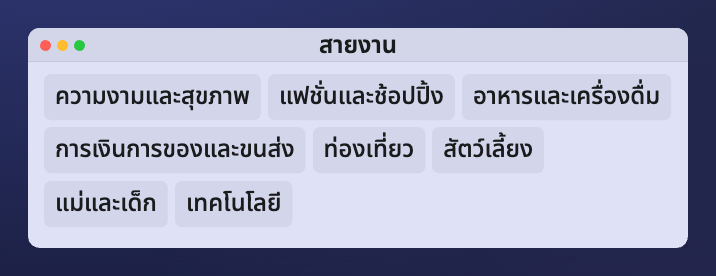 สายงาน
ความงามและสุขภาพ แฟชั่นและช้อปปิ้ง อาหารและเครื่องดื่ม
การเงินการของและขนส่ง ท่องเที่ยว สัตว์เลี้ยง
แม่และเด็ก เทคโนโลยี